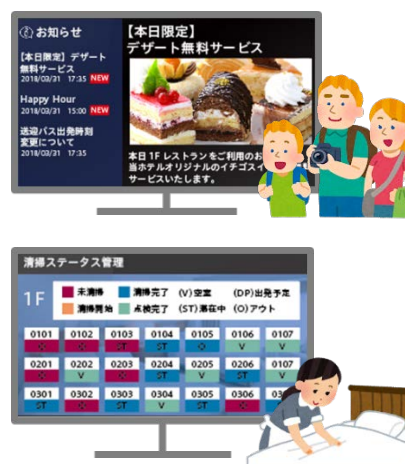 お知らせ
【本日限定】デザート
無料サービス
2018/03/31 17:35 NEW
Happy Hour
2018/03/31 15:00 NEW
送迎バス出発時刻
変更について
2018/03/31 17:35
【本日限定】
デザート無料サービス
本日1Fレストランをご利用のお
当ホテルオリジナルのイチゴスイ
サービスいたします。
清掃ステータス管理
1F
未清掃 清掃完了 (V)空室 (DP)出発予定
清掃開始 点検完了 (ST)滞在中 (O)アウト
0101 0102 0103 0104 0105 0106 0107
ST ST V V
0201 0202 0203 0204 0205 0206 0107
V ST V ST V
0301 0302 0303 0304 0305 0306
ST ST V ST